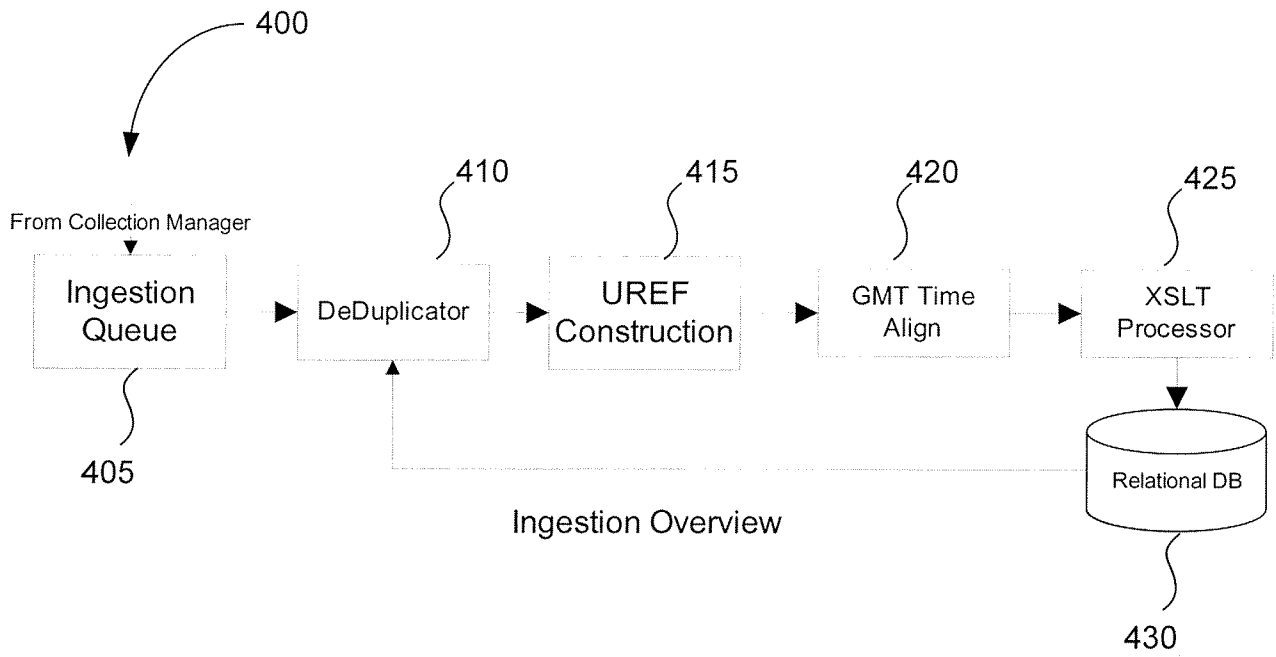 400
410
415
420
425
From Collection Manager
Ingestion
Queue
DeDuplicator
UREF
Construction
GMT Time
Align
XSLT
Processor
405
Relational DB
Ingestion Overview
430